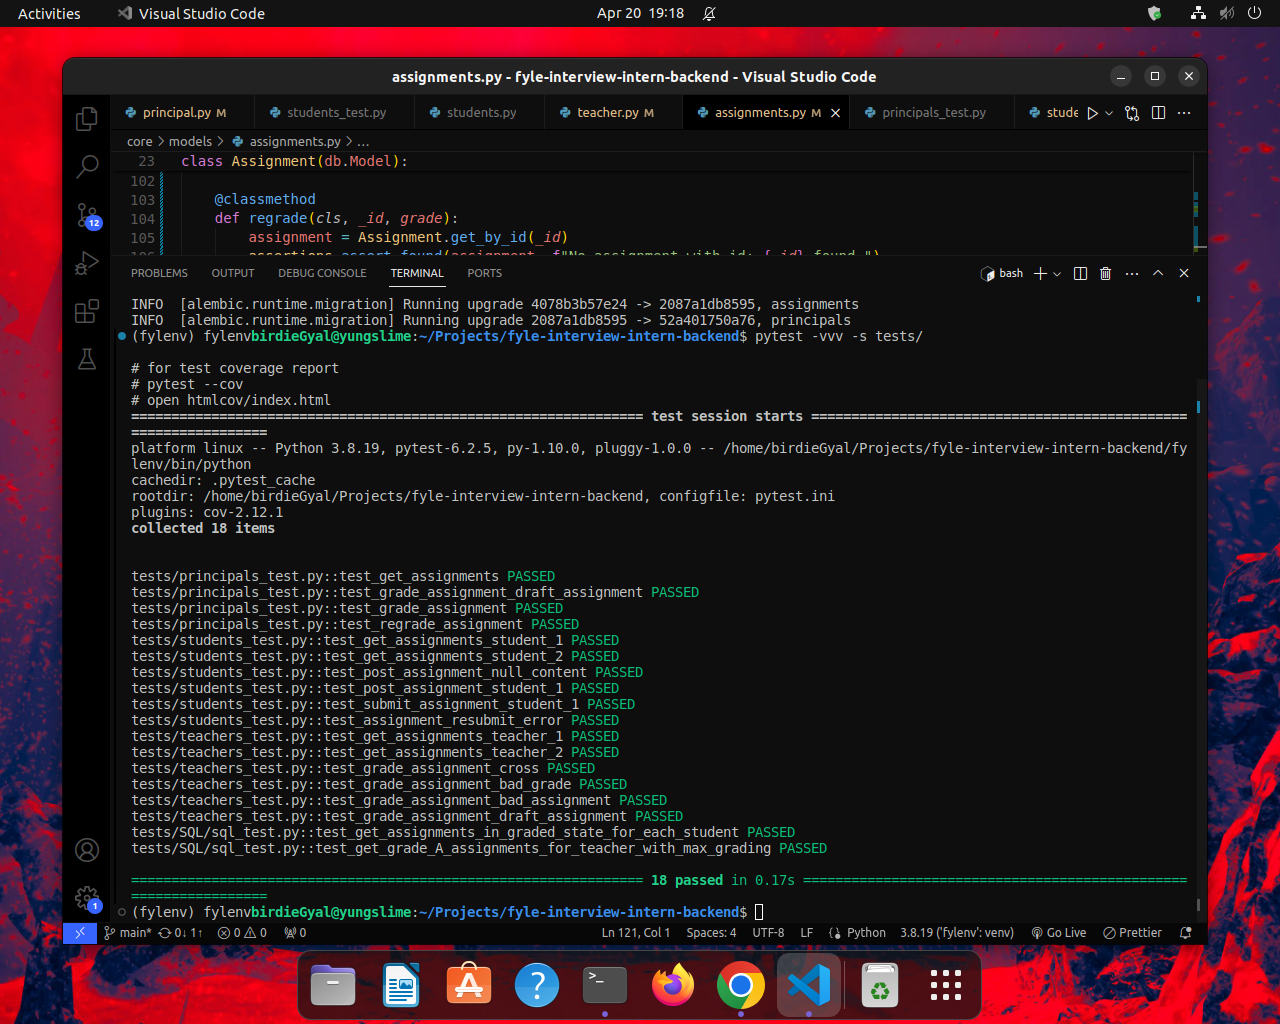 Activities
Visual Studio Code
Apr 20 19:18
assignments.py - fyle-interview-intern-backend - Visual Studio Code
principal.py M
students_test.py
students.py
teacher.py M
assignments.py M
principals_test.py
stude
core > models > assignments.py > ...
23 class Assignment(db.Model):
102
103 @classmethod
104 def regrade(cls, _id, grade):
105 assignment = Assignment.get_by_id(_id)
106 assertions.assert_found(assignment, f"No assignment with id: {_id} found.")
12
PROBLEMS
OUTPUT
DEBUG CONSOLE
TERMINAL
PORTS
bash
INFO  [alembic.runtime.migration] Running upgrade 4078b3b57e24 -> 2087a1db8595, assignments
INFO  [alembic.runtime.migration] Running upgrade 2087a1db8595 -> 52a401750a76, principals
(fylenv) fylenvbirdieGyal@yungslime:~/Projects/fyle-interview-intern-backend$ pytest -vvv -s tests/
# for test coverage report
# pytest --cov
# open htmlcov/index.html
================================================================ test session starts ===============================================
=================
platform linux -- Python 3.8.19, pytest-6.2.5, py-1.10.0, pluggy-1.0.0 -- /home/birdieGyal/Projects/fyle-interview-intern-backend/fy
lenv/bin/python
cachedir: .pytest_cache
rootdir: /home/birdieGyal/Projects/fyle-interview-intern-backend, configfile: pytest.ini
plugins: cov-2.12.1
collected 18 items
tests/principals_test.py::test_get_assignments PASSED
tests/principals_test.py::test_grade_assignment_draft_assignment PASSED
tests/principals_test.py::test_grade_assignment PASSED
tests/principals_test.py::test_regrade_assignment PASSED
tests/students_test.py::test_get_assignments_student_1 PASSED
tests/students_test.py::test_get_assignments_student_2 PASSED
tests/students_test.py::test_post_assignment_null_content PASSED
tests/students_test.py::test_post_assignment_student_1 PASSED
tests/students_test.py::test_submit_assignment_student_1 PASSED
tests/students_test.py::test_assignment_resubmit_error PASSED
tests/teachers_test.py::test_get_assignments_teacher_1 PASSED
tests/teachers_test.py::test_get_assignments_teacher_2 PASSED
tests/teachers_test.py::test_grade_assignment_cross PASSED
tests/teachers_test.py::test_grade_assignment_bad_grade PASSED
tests/teachers_test.py::test_grade_assignment_bad_assignment PASSED
tests/teachers_test.py::test_grade_assignment_draft_assignment PASSED
tests/SQL/sql_test.py::test_get_assignments_in_graded_state_for_each_student PASSED
tests/SQL/sql_test.py::test_get_grade_A_assignments_for_teacher_with_max_grading PASSED
================================================================ 18 passed in 0.17s ================================================
=================
(fylenv) fylenvbirdieGyal@yungslime:~/Projects/fyle-interview-intern-backend$
1
main*
0↓ 1↑
0
0
0
Ln 121, Col 1
Spaces: 4
UTF-8
LF
Python
3.8.19 ('fylenv': venv)
Go Live
Prettier